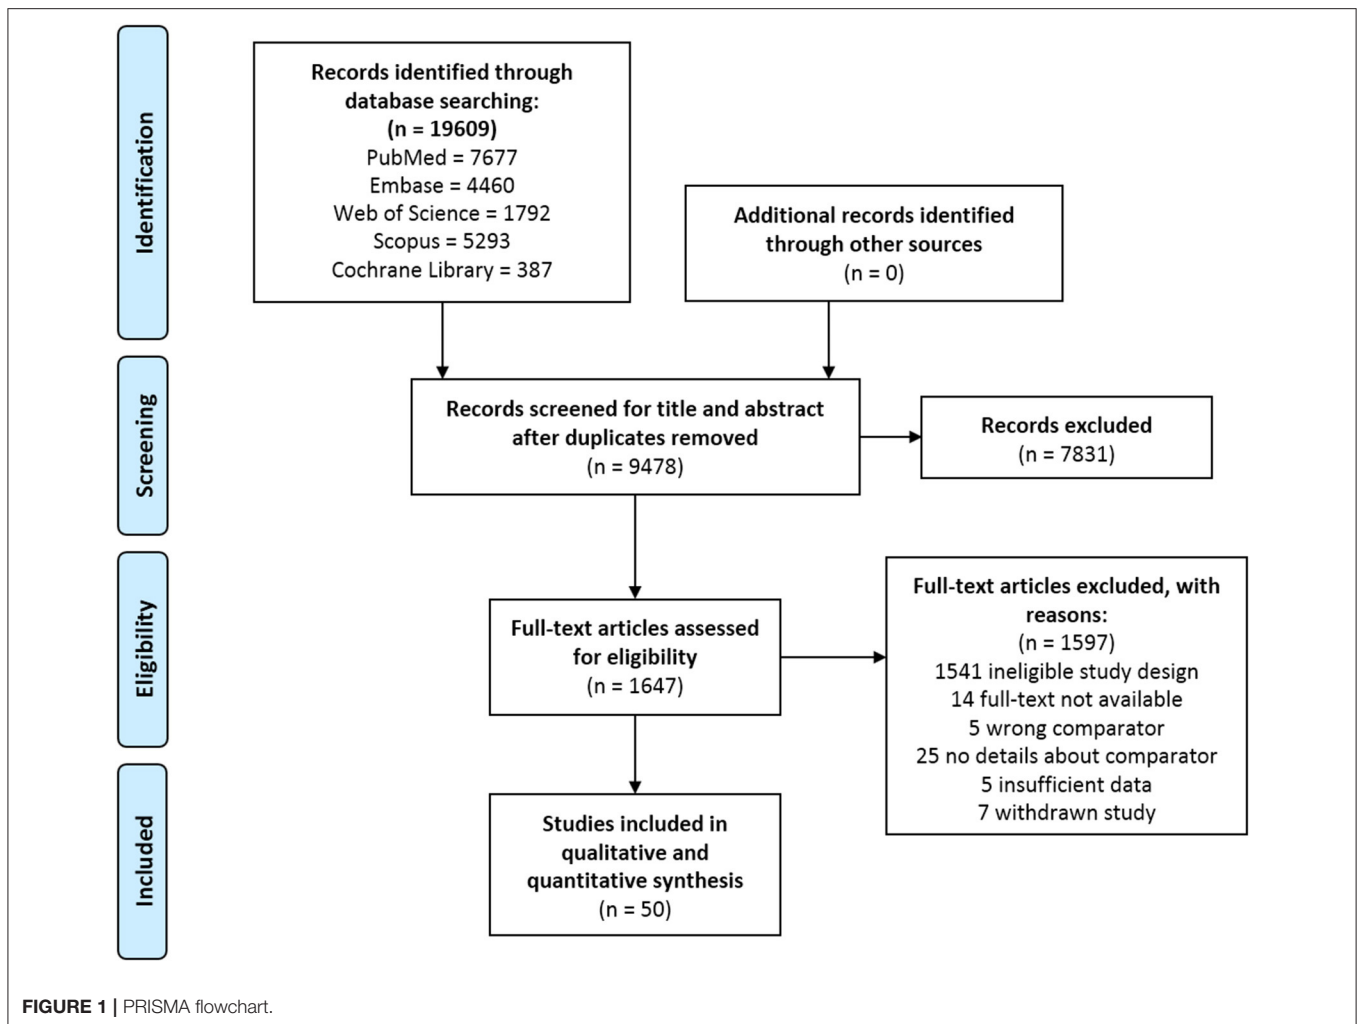 Identification
Records identified through
database searching:
(n = 19609)
PubMed = 7677
Embase = 4460
Web of Science = 1792
Scopus = 5293
Cochrane Library = 387
Additional records identified
through other sources
(n = 0)
Screening
Records screened for title and abstract
after duplicates removed
(n = 9478)
Records excluded
(n = 7831)
Eligibility
Full-text articles assessed
for eligibility
(n = 1647)
Full-text articles excluded, with
reasons:
(n = 1597)
1541 ineligible study design
14 full-text not available
5 wrong comparator
25 no details about comparator
5 insufficient data
7 withdrawn study
Included
Studies included in
qualitative and
quantitative synthesis
(n = 50)
FIGURE 1 | PRISMA flowchart.